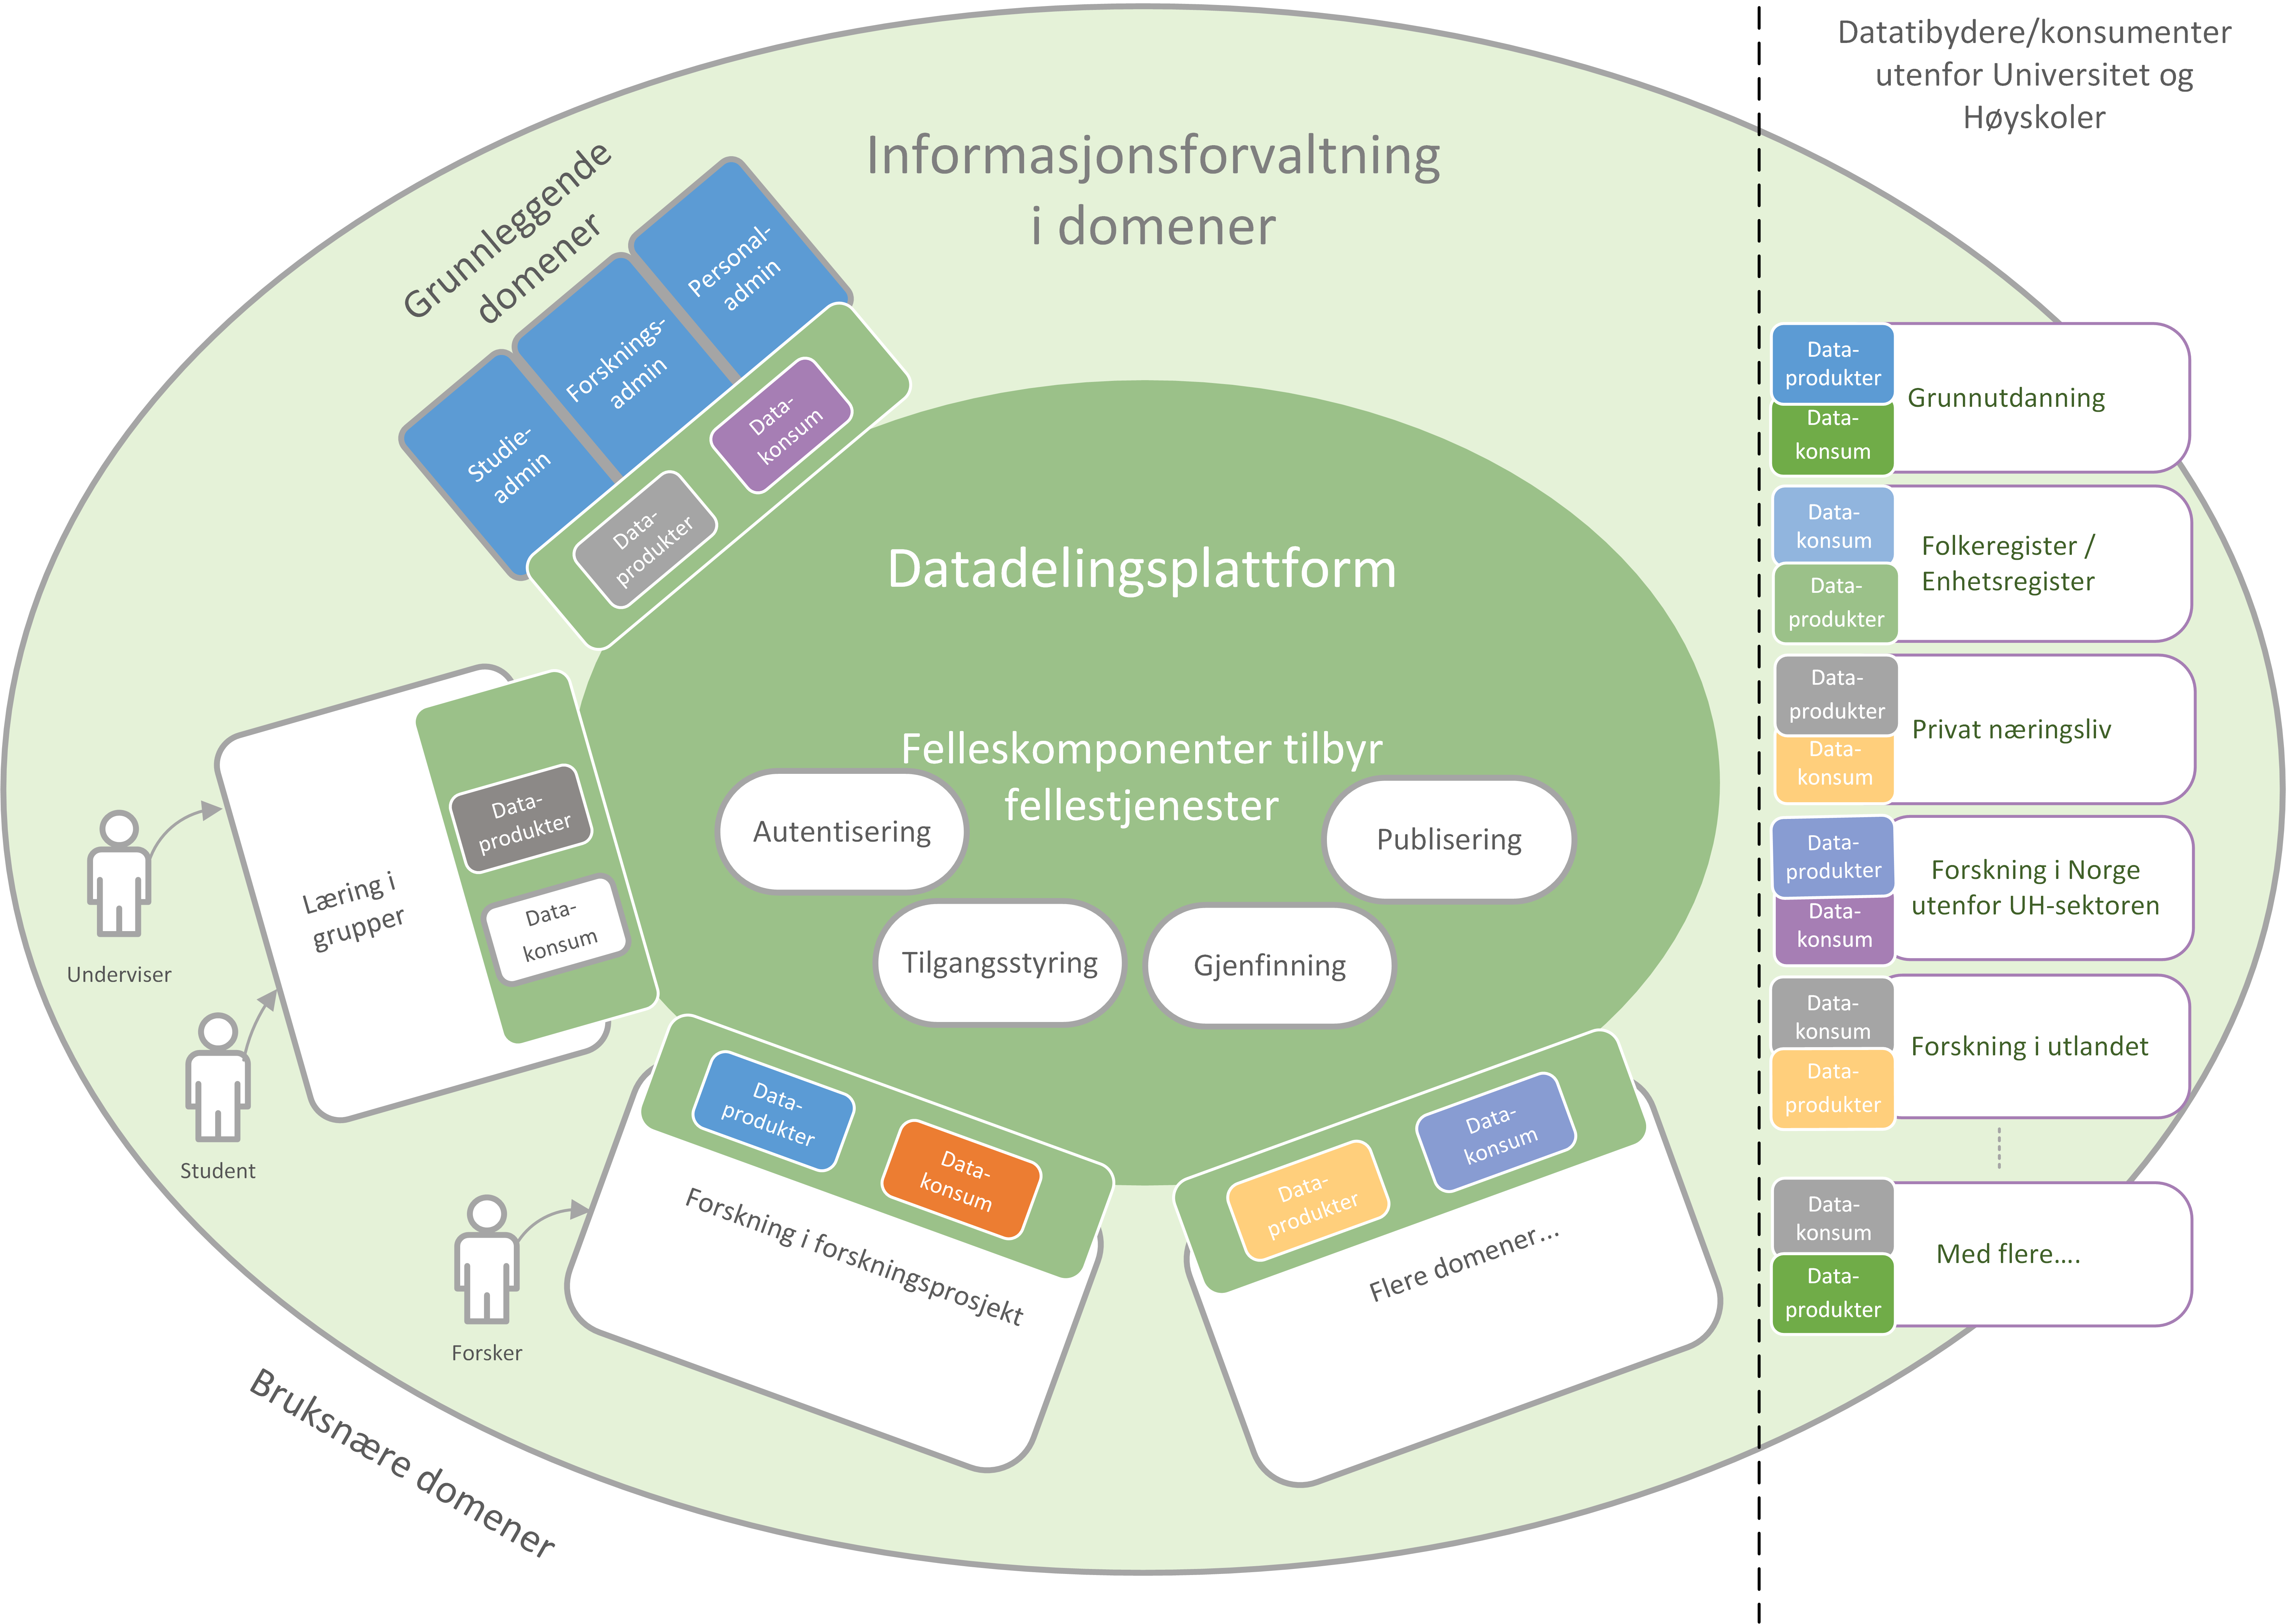 Datatibydere/konsumenter
utenfor Universitet og
Høyskoler
Informasjonsforvaltning
i domener
Grunnleggende
domener
Personal-
admin
Forsknings-
admin
Studie-
admin
Data-
konsum
Data-
produkter
Datadelingsplattform
Felleskomponenter tilbyr
fellestjenester
Autentisering
Publisering
Tilgangsstyring
Gjenfinning
Læring i
grupper
Data-
produkter
Data-
konsum
Underviser
Student
Forsker
Data-
produkter
Data-
konsum
Forskning i forskningsprosjekt
Data-
produkter
Data-
konsum
Flere domener...
Bruksnære domener
Data-
produkter
Data-
konsum
Grunnutdanning
Data-
konsum
Data-
produkter
Folkeregister /
Enhetsregister
Data-
produkter
Data-
konsum
Privat næringsliv
Data-
produkter
Data-
konsum
Forskning i Norge
utenfor UH-sektoren
Data-
konsum
Data-
produkter
Forskning i utlandet
Data-
konsum
Data-
produkter
Med flere....